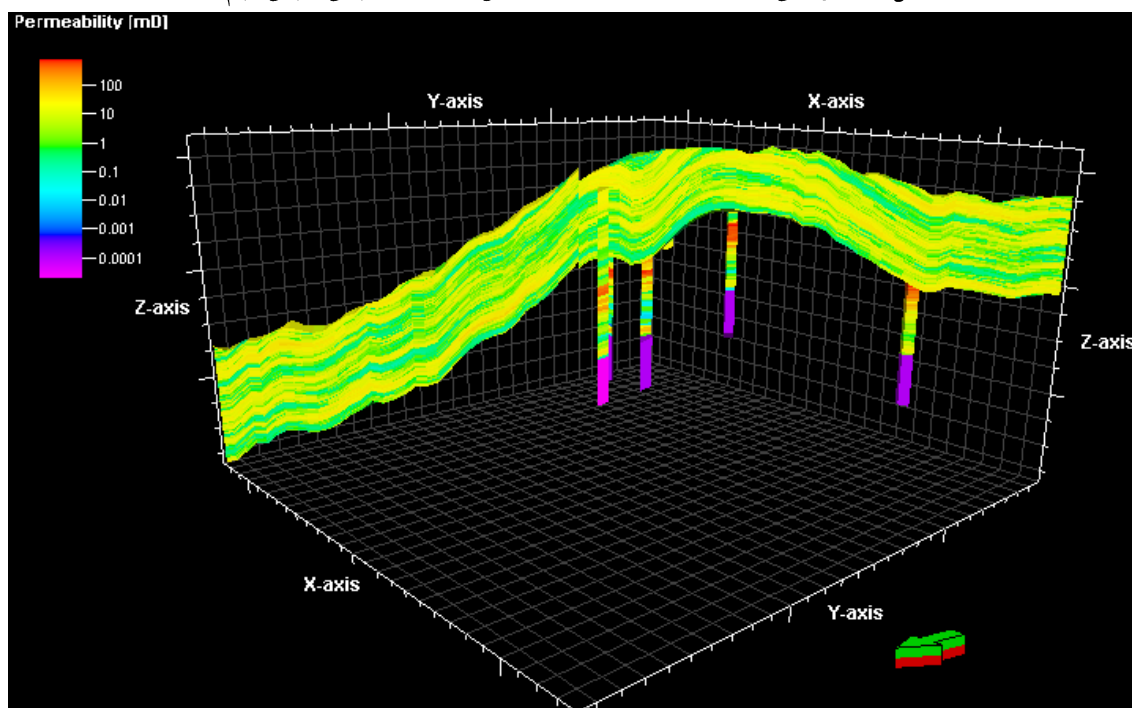 Permeability [mD]
100
10
1
0.1
0.01
0.001
0.0001
Y-axis
X-axis
Z-axis
Z-axis
X-axis
Y-axis